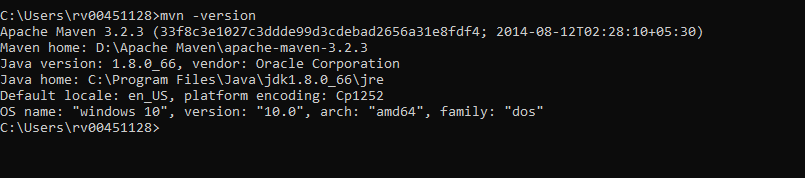 C:\Users\rv00451128>mvn -version
Apache Maven 3.2.3 (33f8c3e1027c3ddde99d3cdebad2656a31e8fdf4; 2014-08-12T02:28:10+05:30)
Maven home: D:\Apache Maven\apache-maven-3.2.3
Java version: 1.8.0_66, vendor: Oracle Corporation
Java home: C:\Program Files\Java\jdk1.8.0_66\jre
Default locale: en_US, platform encoding: Cp1252
OS name: "windows 10", version: "10.0", arch: "amd64", family: "dos"
C:\Users\rv00451128>